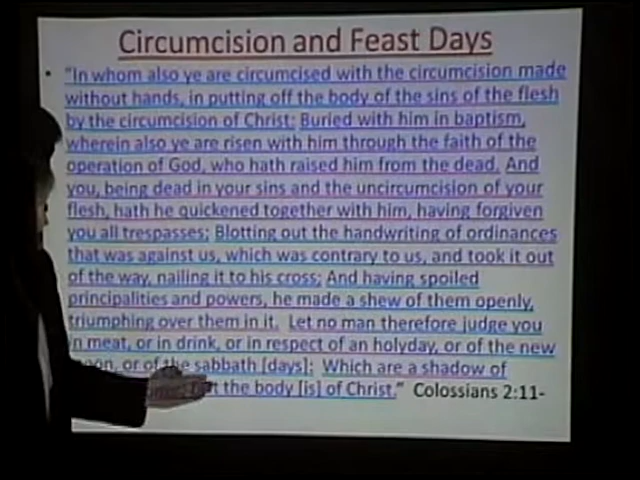 Circumcision and Feast Days
• “In whom also ye are circumcised with the circumcision made
without hands, in putting off the body of the sins of the flesh
by the circumcision of Christ: Buried with him in baptism,
wherein also ye are risen with him through the faith of the
operation of God, who hath raised him from the dead. And
you, being dead in your sins and the uncircumcision of your
flesh, hath he quickened together with him, having forgiven
you all trespasses; Blotting out the handwriting of ordinances
that was against us, which was contrary to us, and took it out
of the way, nailing it to his cross; And having spoiled
principalities and powers, he made a shew of them openly,
triumphing over them in it. Let no man therefore judge you
in meat, or in drink, or in respect of an holyday, or of the new
or of the sabbath [days]: Which are a shadow of
the body [is] of Christ.” Colossians 2:11-